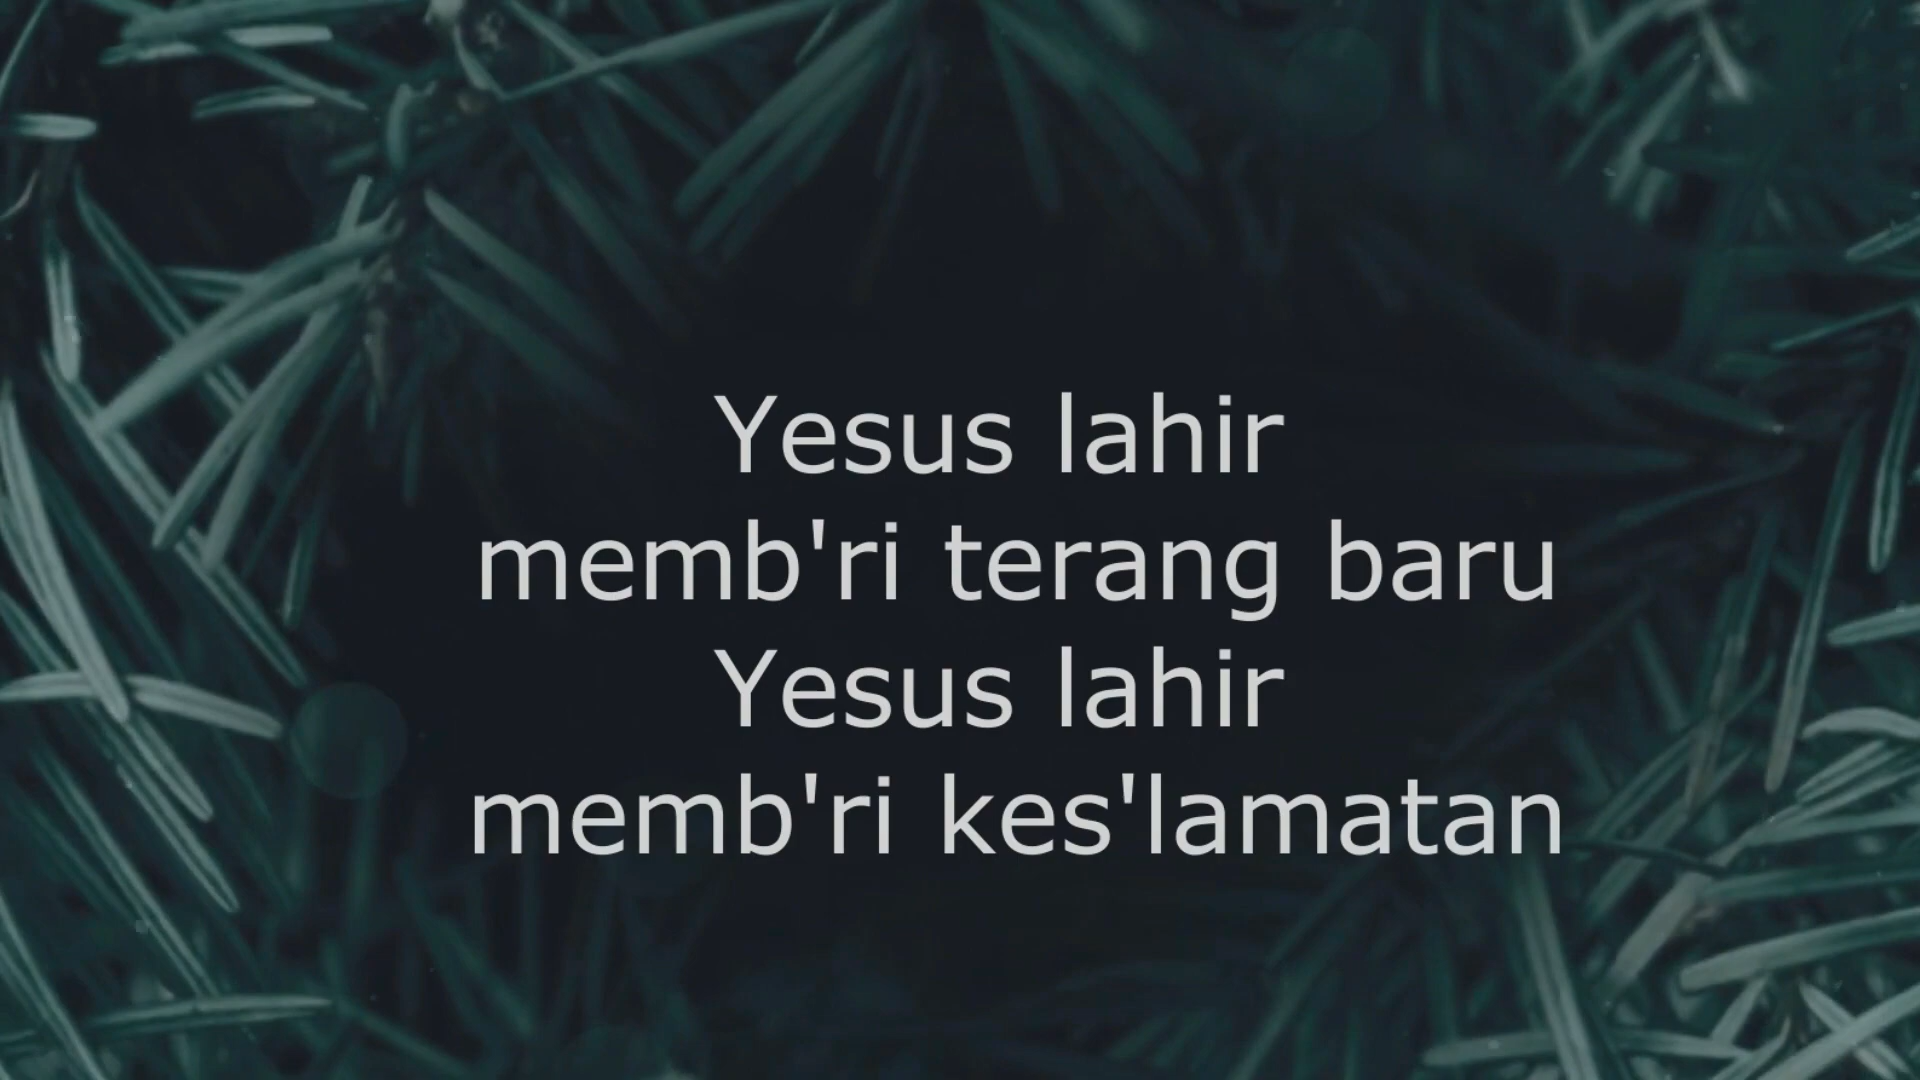 Yesus lahir
memb'ri terang baru
Yesus lahir
memb'ri kes'lamatan